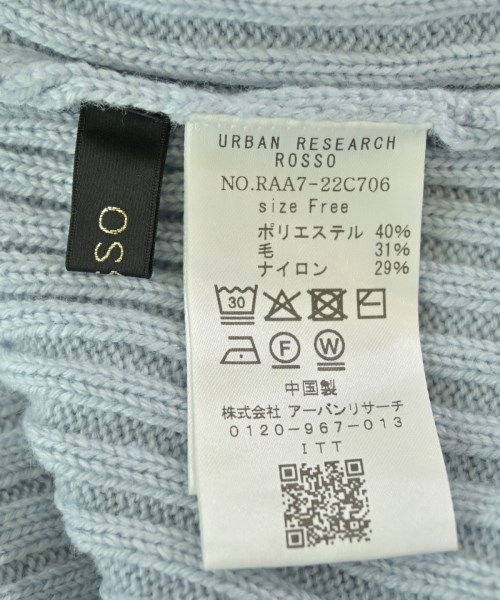 SSO
URBAN RESEARCH
ROSSO
NO.RAA7-22C706
size Free
ポリエステル 40%
毛 31%
ナイロン 29%
30
F W
中国製
株式会社 アーバンリサーチ
0120-967-013
ITT